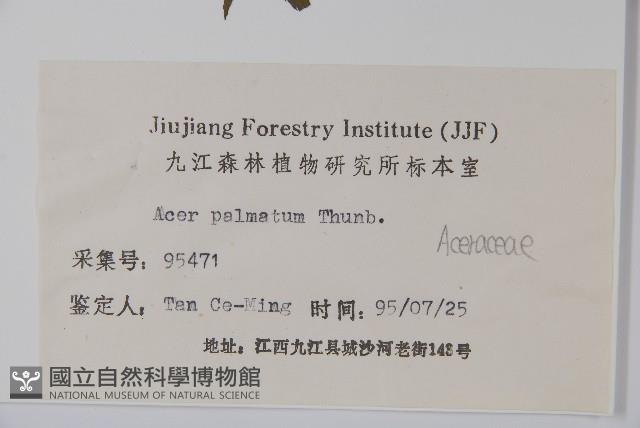 Jiujiang Forestry Institute (JJF)
九江森林植物研究所标本室
Acer palmatum Thunb.
Aceraceae
采集号: 95471
鉴定人: Tan Ce-Ming 时间: 95/07/25
地址: 江西九江县城沙河老街148号
國立自然科學博物館
NATIONAL MUSEUM OF NATURAL SCIENCE